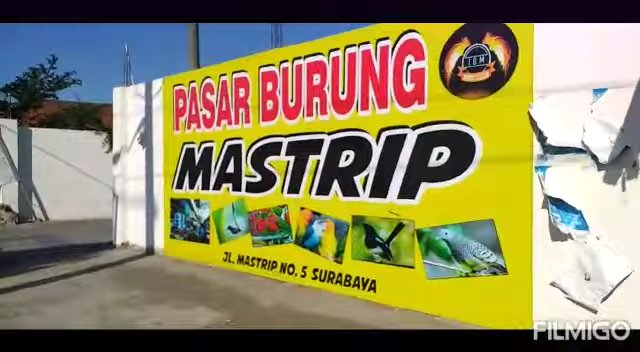 PASAR BURUNG
MASTRIP
JL. MASTRIP NO. 5 SURABAYA
FILMIGO